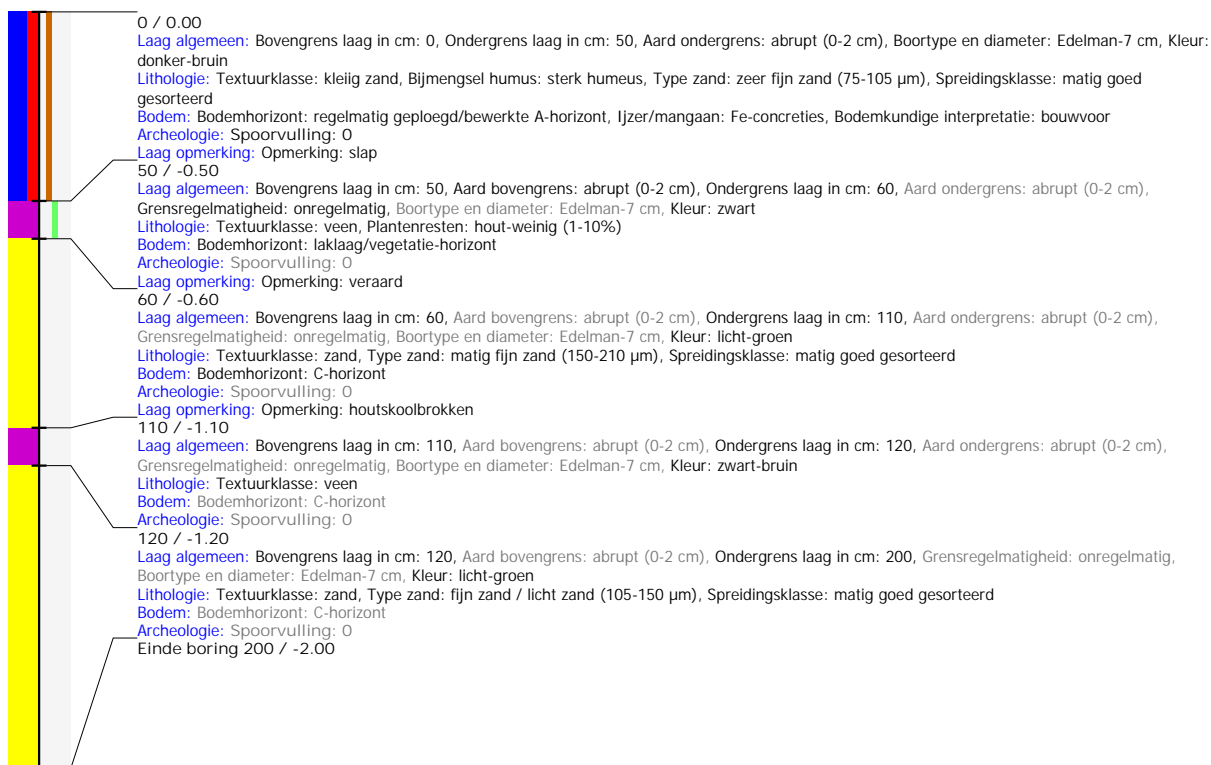 0 / 0.00
Laag algemeen: Bovengrens laag in cm: 0, Ondergrens laag in cm: 50, Aard ondergrens: abrupt (0-2 cm), Boortype en diameter: Edelman-7 cm, Kleur:
donker-bruin
Lithologie: Textuurklasse: kleiig zand, Bijmengsel humus: sterk humeus, Type zand: zeer fijn zand (75-105 µm), Spreidingsklasse: matig goed
gesorteerd
Bodem: Bodemhorizont: regelmatig geploegd/bewerkte A-horizont, Ijzer/mangaan: Fe-concreties, Bodemkundige interpretatie: bouwvoor
Archeologie: Spoorvulling: 0
Laag opmerking: Opmerking: slap
50 / -0.50
Laag algemeen: Bovengrens laag in cm: 50, Aard bovengrens: abrupt (0-2 cm), Ondergrens laag in cm: 60, Aard ondergrens: abrupt (0-2 cm),
Grensregelmatigheid: onregelmatig, Boortype en diameter: Edelman-7 cm, Kleur: zwart
Lithologie: Textuurklasse: veen, Plantenresten: hout-weinig (1-10%)
Bodem: Bodemhorizont: laklaag/vegetatie-horizont
Archeologie: Spoorvulling: 0
Laag opmerking: Opmerking: veraard
60 / -0.60
Laag algemeen: Bovengrens laag in cm: 60, Aard bovengrens: abrupt (0-2 cm), Ondergrens laag in cm: 110, Aard ondergrens: abrupt (0-2 cm),
Grensregelmatigheid: onregelmatig, Boortype en diameter: Edelman-7 cm, Kleur: licht-groen
Lithologie: Textuurklasse: zand, Type zand: matig fijn zand (150-210 µm), Spreidingsklasse: matig goed gesorteerd
Bodem: Bodemhorizont: C-horizont
Archeologie: Spoorvulling: 0
Laag opmerking: Opmerking: houtskoolbrokken
110 / -1.10
Laag algemeen: Bovengrens laag in cm: 110, Aard bovengrens: abrupt (0-2 cm), Ondergrens laag in cm: 120, Aard ondergrens: abrupt (0-2 cm),
Grensregelmatigheid: onregelmatig, Boortype en diameter: Edelman-7 cm, Kleur: zwart-bruin
Lithologie: Textuurklasse: veen
Bodem: Bodemhorizont: C-horizont
Archeologie: Spoorvulling: 0
120 / -1.20
Laag algemeen: Bovengrens laag in cm: 120, Aard bovengrens: abrupt (0-2 cm), Ondergrens laag in cm: 200, Grensregelmatigheid: onregelmatig,
Boortype en diameter: Edelman-7 cm, Kleur: licht-groen
Lithologie: Textuurklasse: zand, Type zand: fijn zand / licht zand (105-150 µm), Spreidingsklasse: matig goed gesorteerd
Bodem: Bodemhorizont: C-horizont
Archeologie: Spoorvulling: 0
Einde boring 200 / -2.00